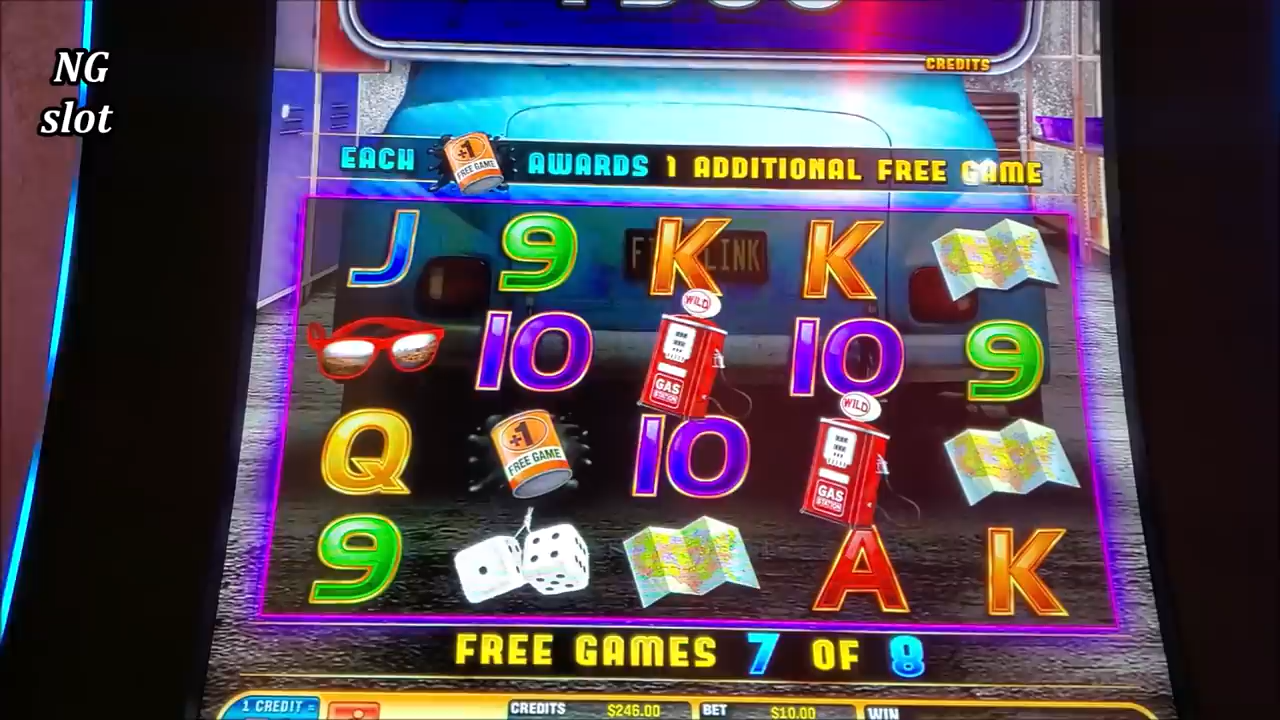 NG
slot
CREDITS
EACH +1 FREE GAME AWARDS 1 ADDITIONAL FREE GAME
J 9 K K
LINK
WILD
10 10 9
GAS
STATION
WILD
Q +1 FREE GAME 10
GAS
STATION
9 A K
FREE GAMES 7 OF 8
1 CREDIT = CREDITS $246.00 BET $10.00 WIN